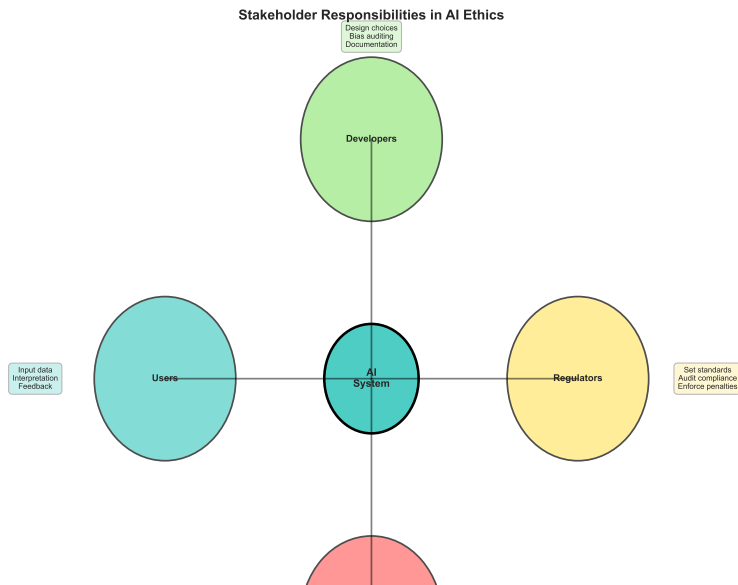 Stakeholder Responsibilities in AI Ethics
Design choices
Bias auditing
Documentation
Developers
Input data
Interpretation
Feedback
Users
AI
System
Regulators
Set standards
Audit compliance
Enforce penalties